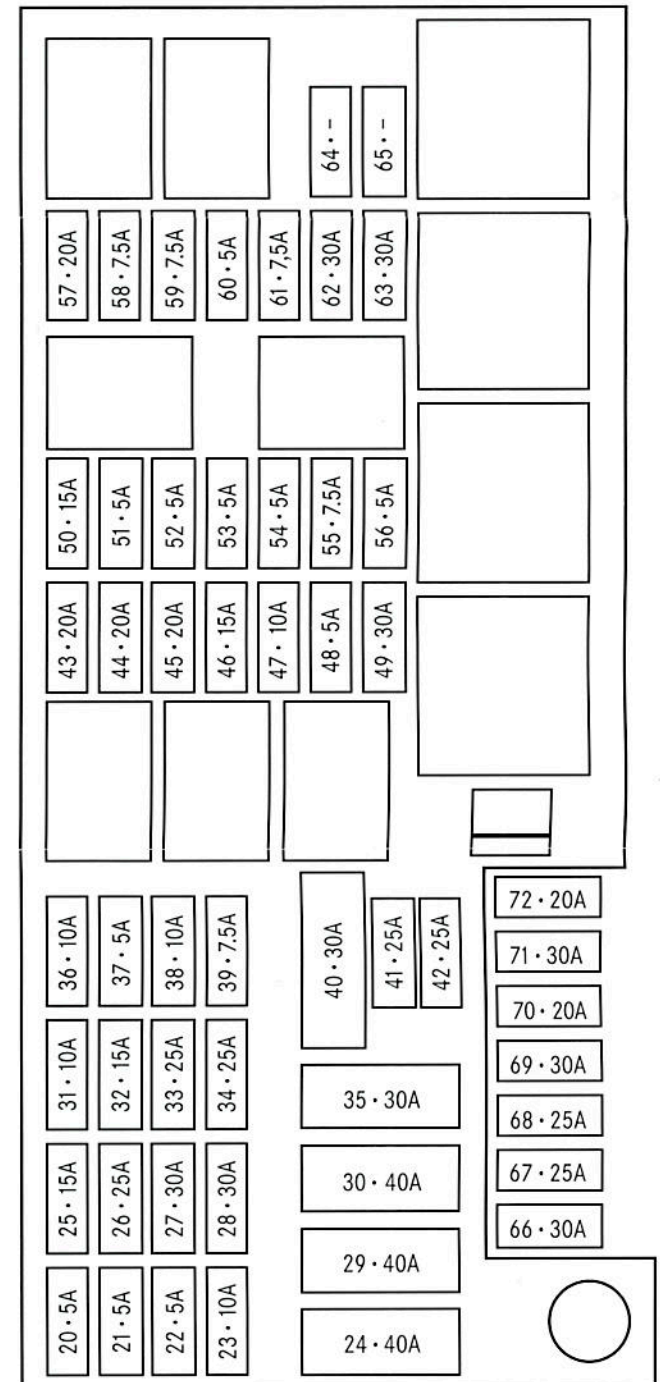 64 · -
65 · -
57 · 20A
58 · 7.5A
59 · 7.5A
60 · 5A
61 · 7,5A
62 · 30A
63 · 30A
50 · 15A
51 · 5A
52 · 5A
53 · 5A
54 · 5A
55 · 7.5A
56 · 5A
43 · 20A
44 · 20A
45 · 20A
46 · 15A
47 · 10A
48 · 5A
49 · 30A
36 · 10A
37 · 5A
38 · 10A
39 · 7.5A
40 · 30A
41 · 25A
42 · 25A
72 · 20A
71 · 30A
70 · 20A
69 · 30A
68 · 25A
67 · 25A
66 · 30A
31 · 10A
32 · 15A
33 · 25A
34 · 25A
35 · 30A
25 · 15A
26 · 25A
27 · 30A
28 · 30A
30 · 40A
29 · 40A
20 · 5A
21 · 5A
22 · 5A
23 · 10A
24 · 40A